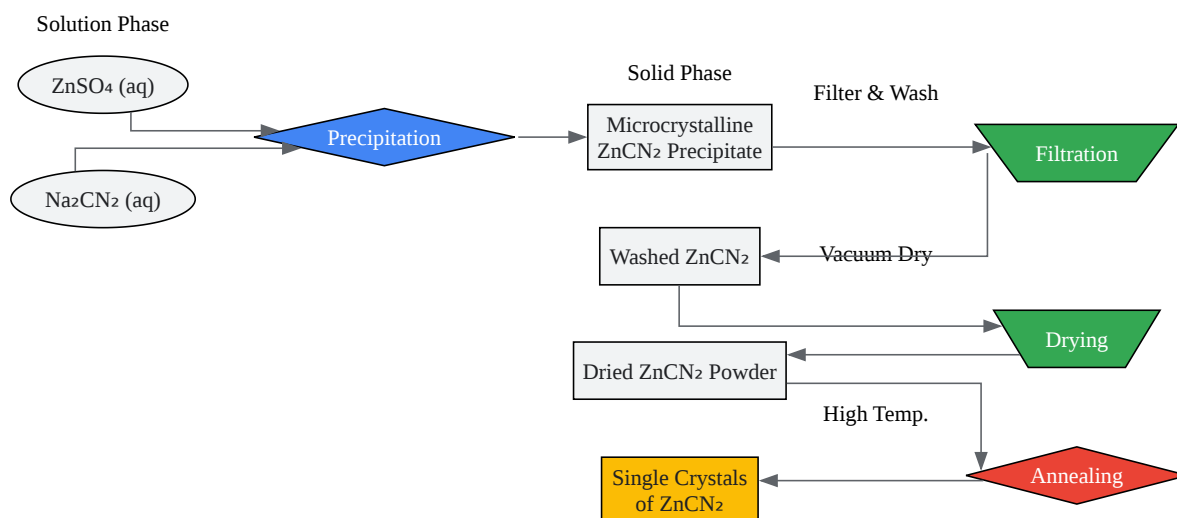 Solution Phase
ZnSO₄ (aq)
Na₂CN₂ (aq)
Precipitation
Solid Phase
Microcrystalline
ZnCN₂ Precipitate
Filter & Wash
Filtration
Washed ZnCN₂
Vacuum Dry
Drying
Dried ZnCN₂ Powder
High Temp.
Annealing
Single Crystals
of ZnCN₂